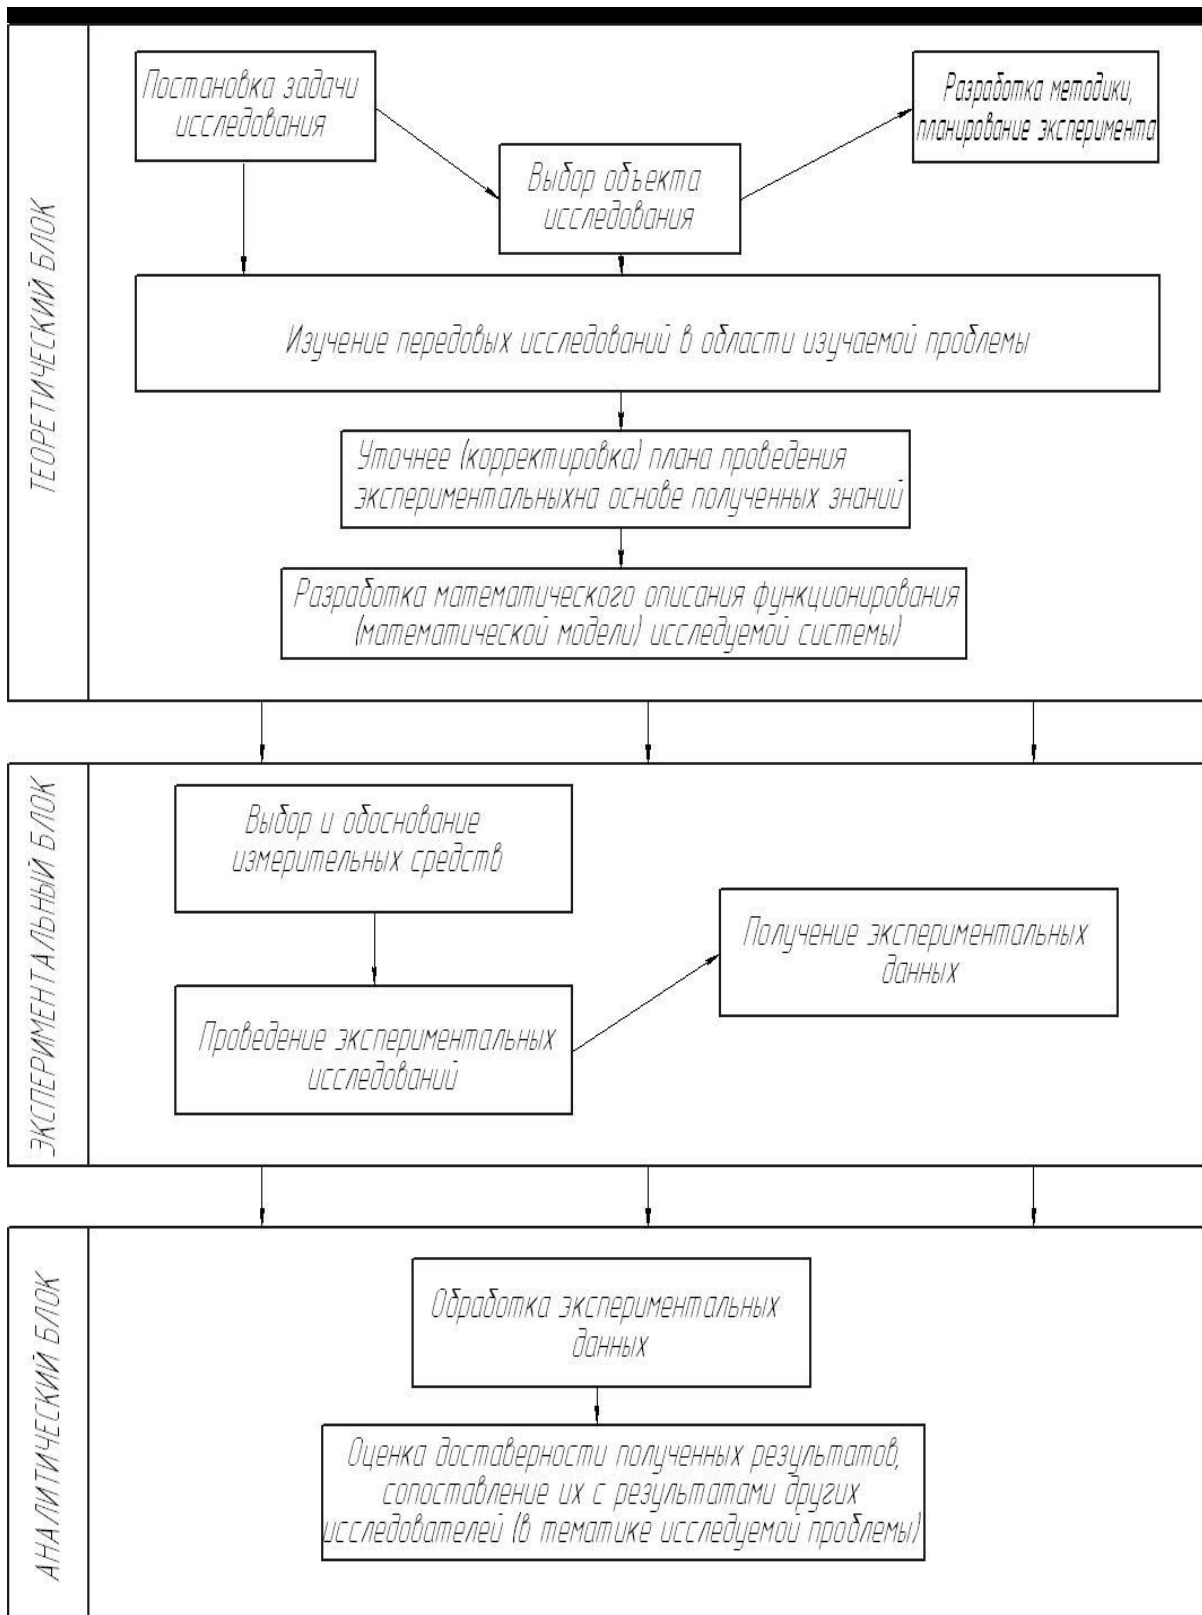 ТЕОРЕТИЧЕСКИЙ БЛОК
Постановка задачи
исследования
Разработка методики,
планирование эксперимента
Выбор объекта
исследования
Изучение передовых исследований в области изучаемой проблемы
Уточнее (корректировка) плана проведения
экспериментальныхна основе полученных знаний
Разработка математического описания функционирования
(математической модели) исследуемой системы)
ЭКСПЕРИМЕНТАЛЬНЫЙ БЛОК
Выбор и обоснование
измерительных средств
Получение экспериментальных
данных
Проведение экспериментальных
исследований
АНАЛИТИЧЕСКИЙ БЛОК
Обработка экспериментальных
данных
Оценка доставерности полученных результатов,
сопоставление их с результатами других
исследователей (в тематике исследуемой проблемы)